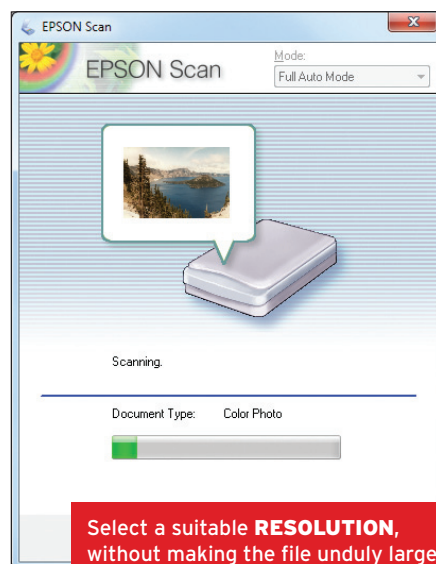 EPSON Scan
EPSON Scan
Mode:
Full Auto Mode
Scanning.
Document Type: Color Photo
Select a suitable RESOLUTION,
without making the file unduly large